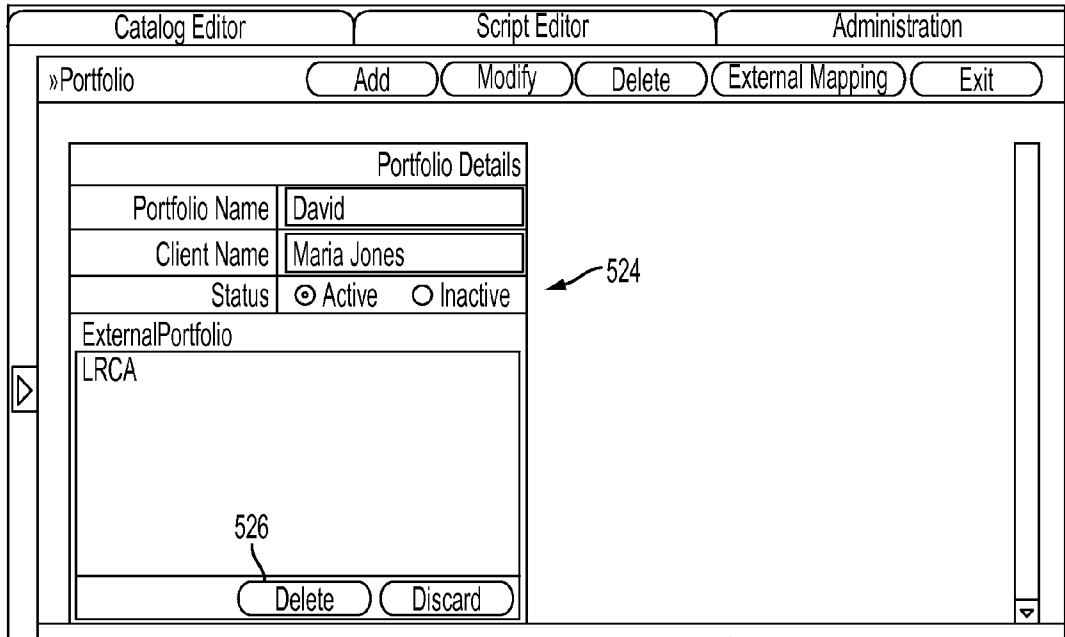 Catalog Editor Script Editor Administration
»Portfolio Add Modify Delete External Mapping Exit
Portfolio Details
Portfolio Name David
Client Name Maria Jones
Status Active Inactive
524
ExternalPortfolio
LRCA
526
Delete Discard